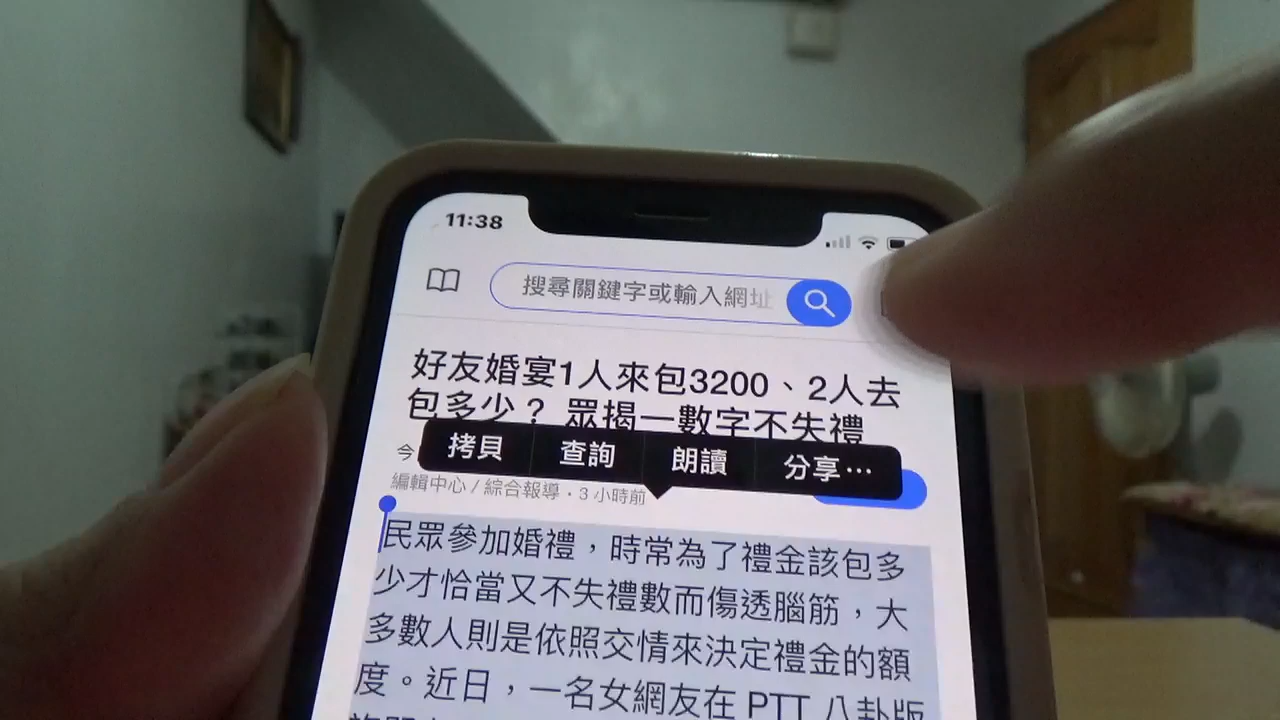 11:38
搜尋關鍵字或輸入網址
好友婚宴1人來包3200、2人去
包多少？ 眾揭一數字不失禮
今
拷貝 查詢 朗讀 分享…
編輯中心 / 綜合報導・3 小時前
民眾參加婚禮，時常為了禮金該包多
少才恰當又不失禮數而傷透腦筋，大
多數人則是依照交情來決定禮金的額
度。近日，一名女網友在 PTT 八卦版